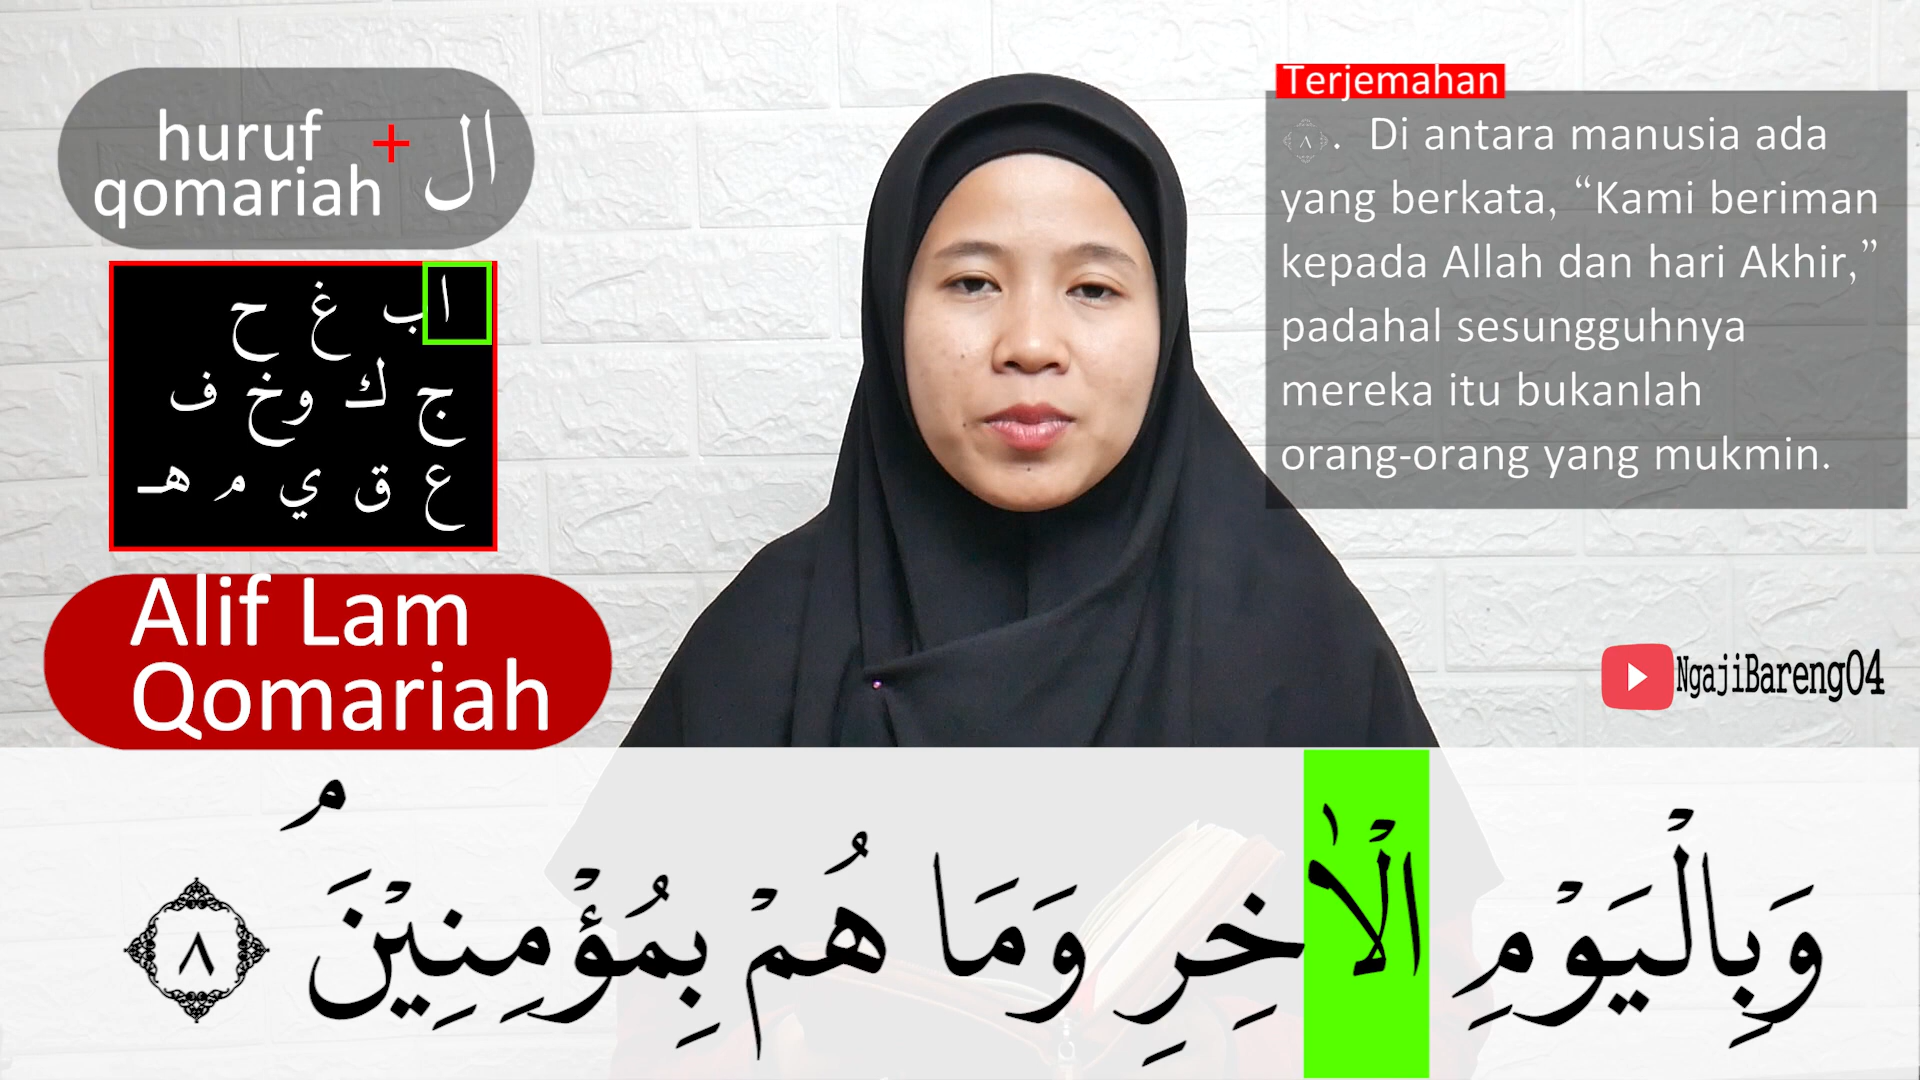 huruf + ال
qomariah
ا ب غ ح
ج ك وخ ف
ع ق ي م هـ
Alif Lam
Qomariah
Terjemahan
٨. Di antara manusia ada
yang berkata, “Kami beriman
kepada Allah dan hari Akhir,”
padahal sesungguhnya
mereka itu bukanlah
orang-orang yang mukmin.
NgajiBareng04
وَبِالْيَوْمِ الْاٰخِرِ وَمَا هُمْ بِمُؤْمِنِيْنَۘ ٨